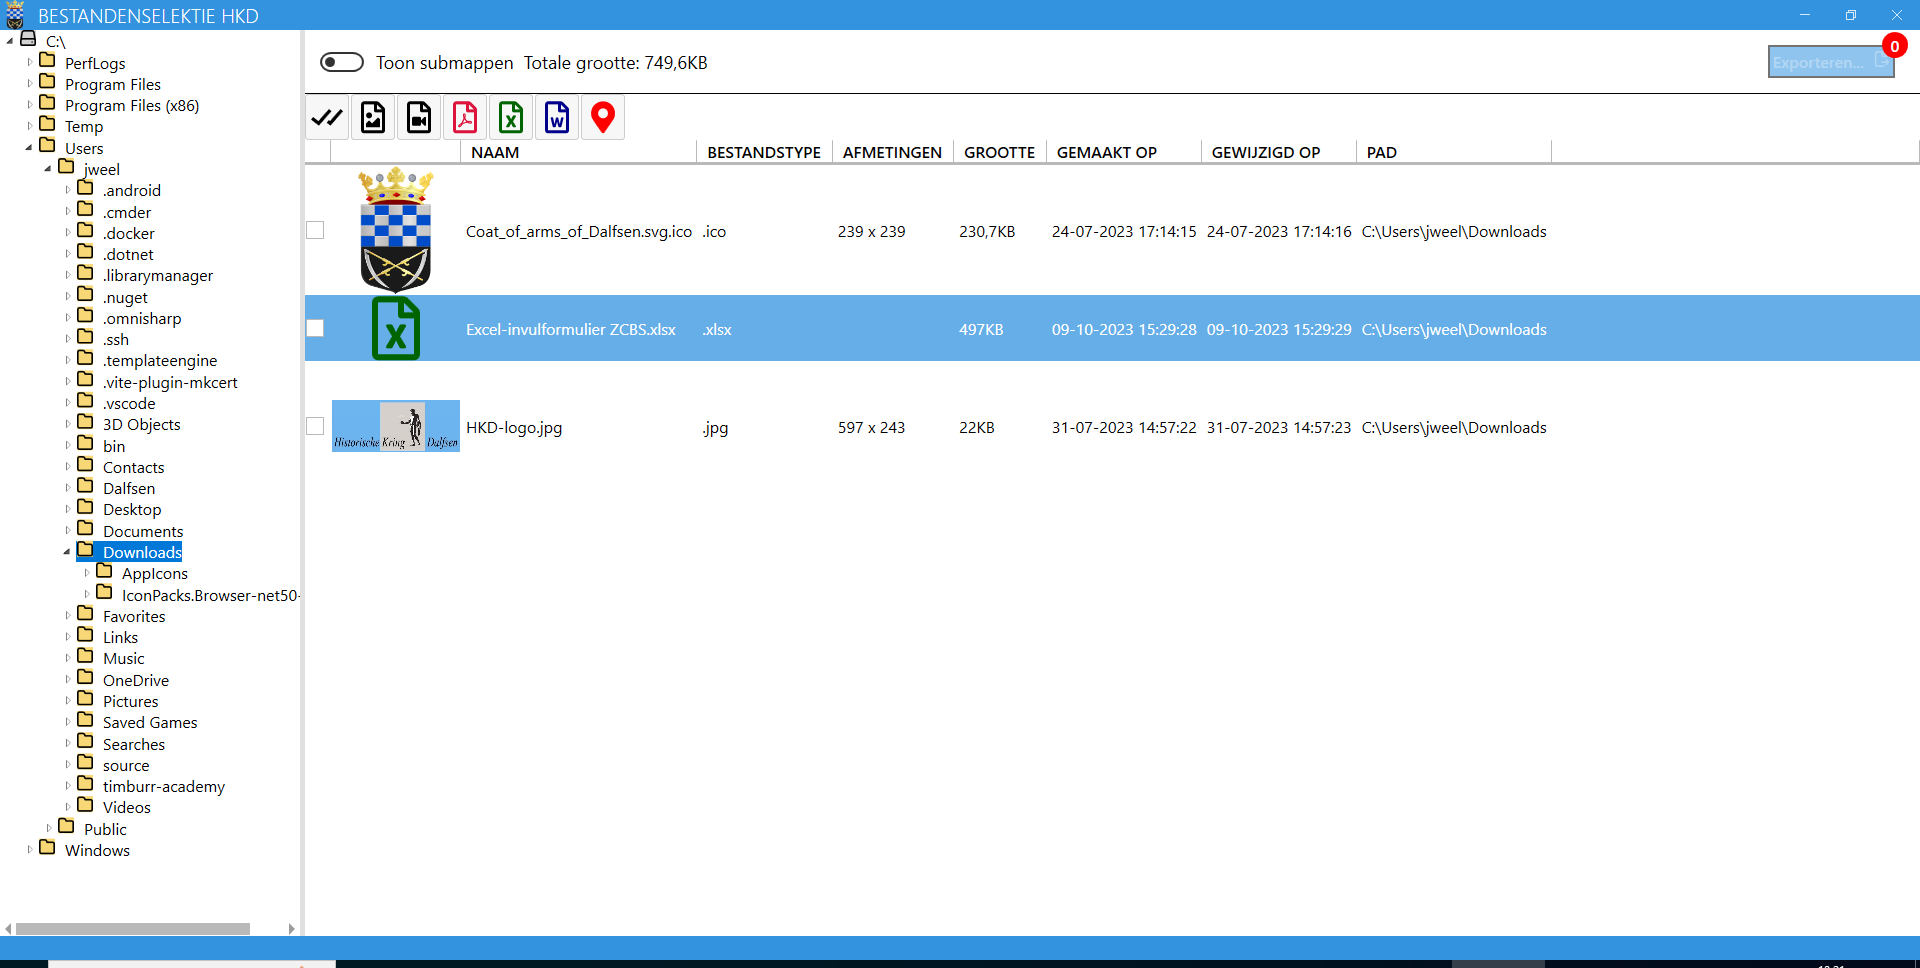 BESTANDENSELEKTIE HKD
C:\
PerfLogs
Program Files
Program Files (x86)
Temp
Users
jweel
.android
.cmder
.docker
.dotnet
.librarymanager
.nuget
.omnisharp
.ssh
.templateengine
.vite-plugin-mkcert
.vscode
3D Objects
bin
Contacts
Dalfsen
Desktop
Documents
Downloads
AppIcons
IconPacks.Browser-net50-
Favorites
Links
Music
OneDrive
Pictures
Saved Games
Searches
source
timburr-academy
Videos
Public
Windows
Toon submappen Totale grootte: 749,6KB
Exporteren... 0
NAAM BESTANDSTYPE AFMETINGEN GROOTTE GEMAAKT OP GEWIJZIGD OP PAD
Coat_of_arms_of_Dalfsen.svg.ico .ico 239 x 239 230,7KB 24-07-2023 17:14:15 24-07-2023 17:14:16 C:\Users\jweel\Downloads
X Excel-invulformulier ZCBS.xlsx .xlsx 497KB 09-10-2023 15:29:28 09-10-2023 15:29:29 C:\Users\jweel\Downloads
Historische Kring Dalfsen HKD-logo.jpg .jpg 597 x 243 22KB 31-07-2023 14:57:22 31-07-2023 14:57:23 C:\Users\jweel\Downloads